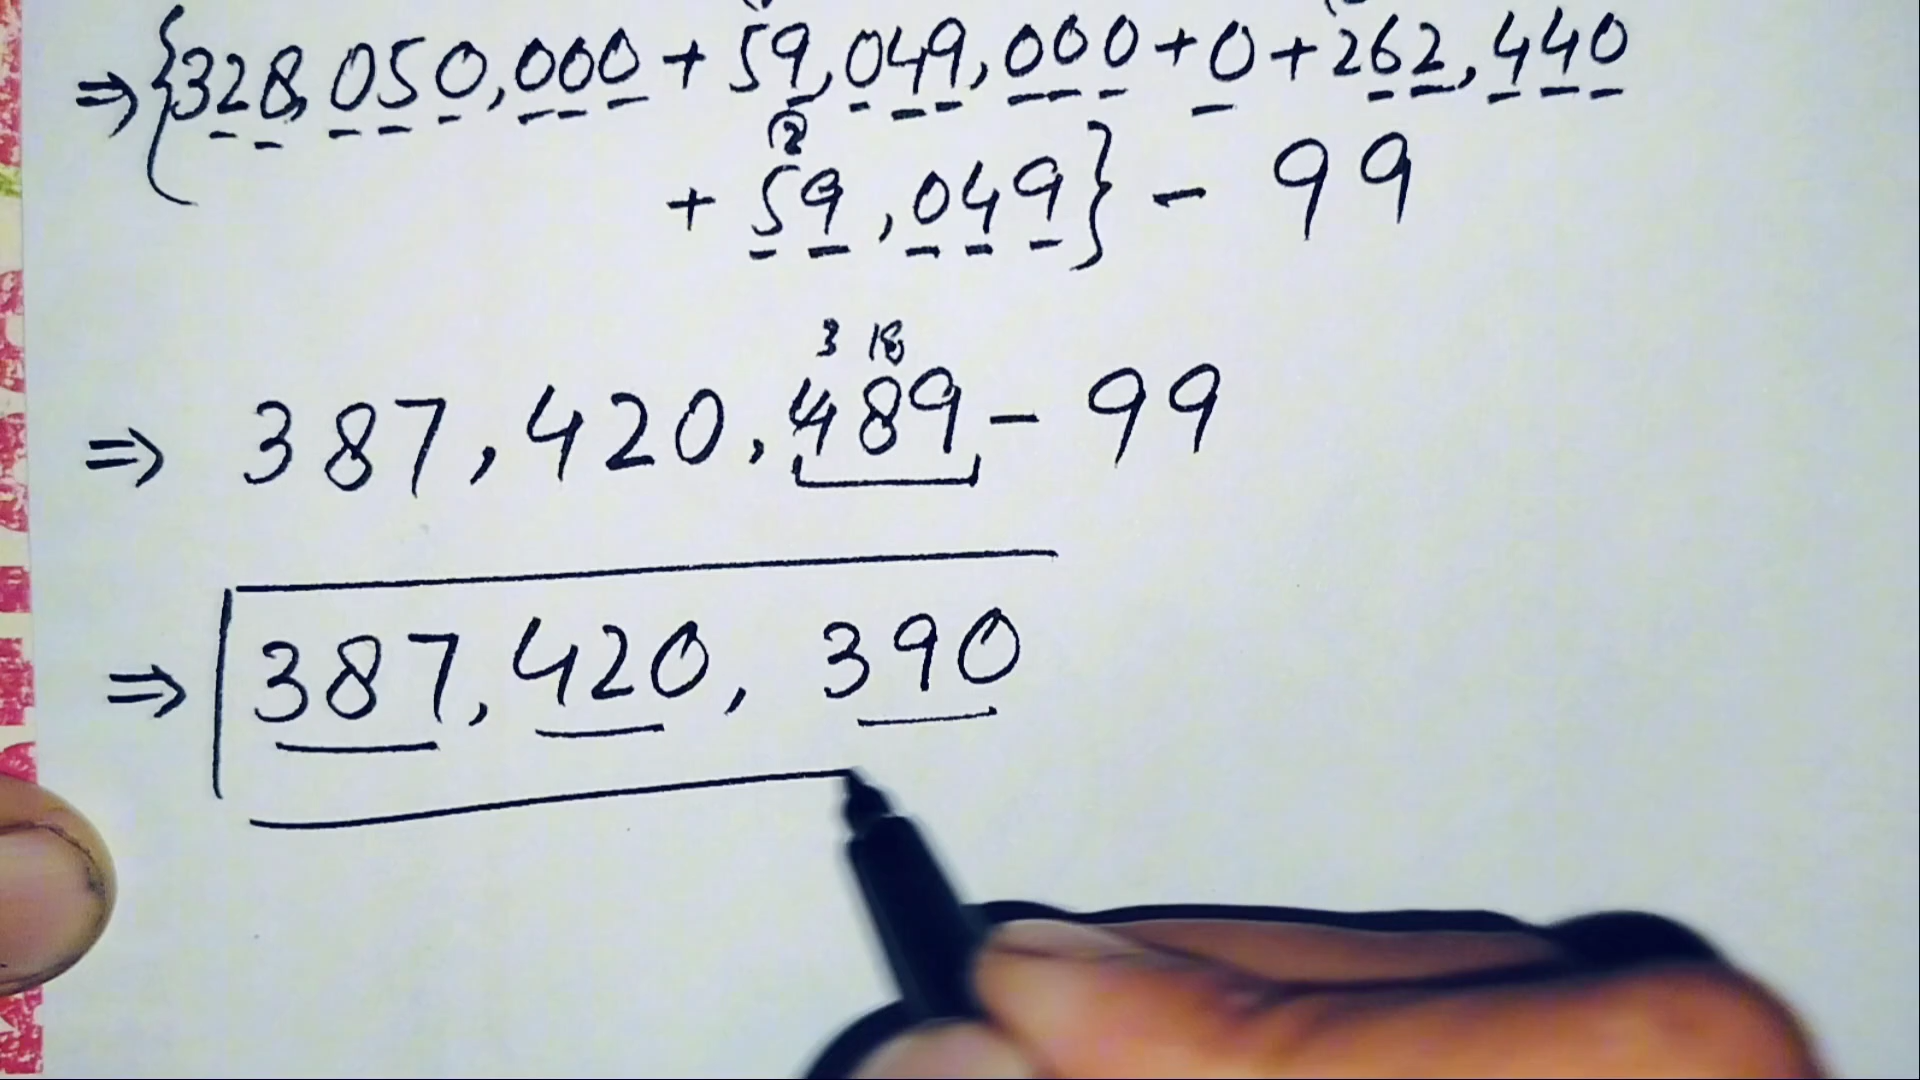 ⇒ {328,050,000 + 59,049,000 + 0 + 262,440
+ 59,049} - 99
3 18
⇒ 387,420,489 - 99
⇒ 387,420,390